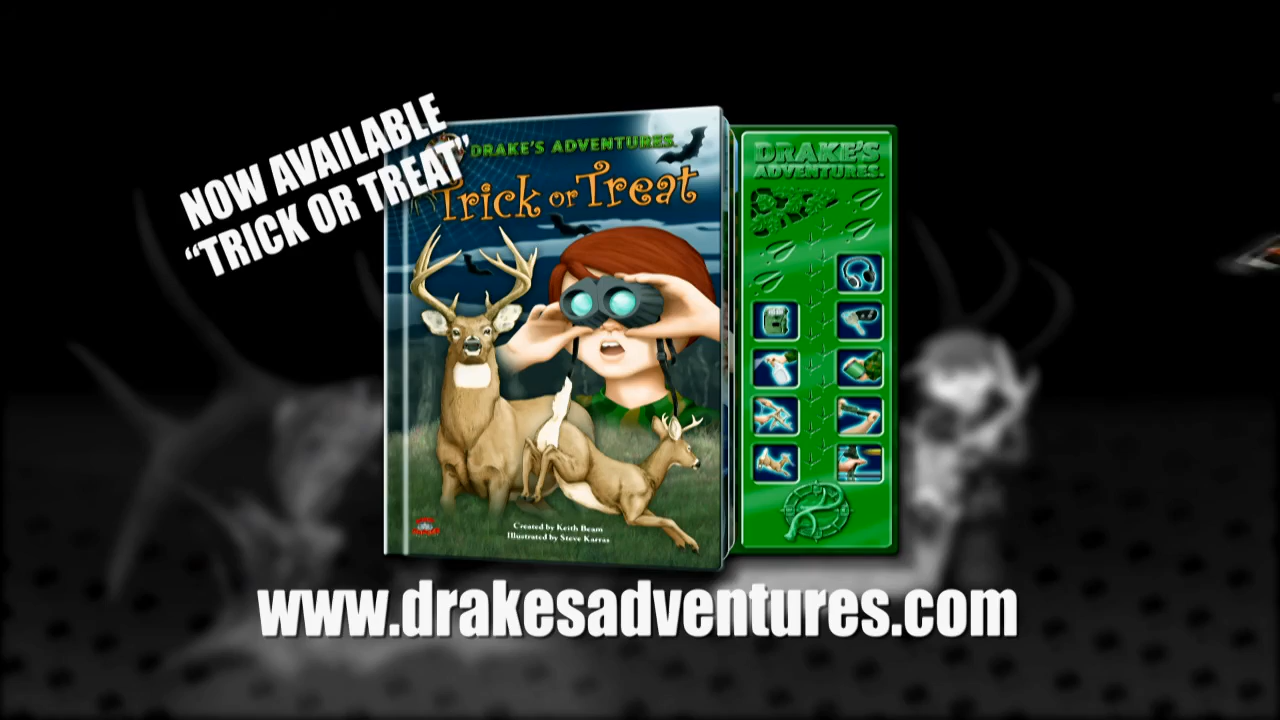 NOW AVAILABLE
“TRICK OR TREAT”
DRAKE'S ADVENTURES
Trick or Treat
Created by Keith Beam
Illustrated by Steve Karras
DRAKE'S
ADVENTURES
www.drakesadventures.com